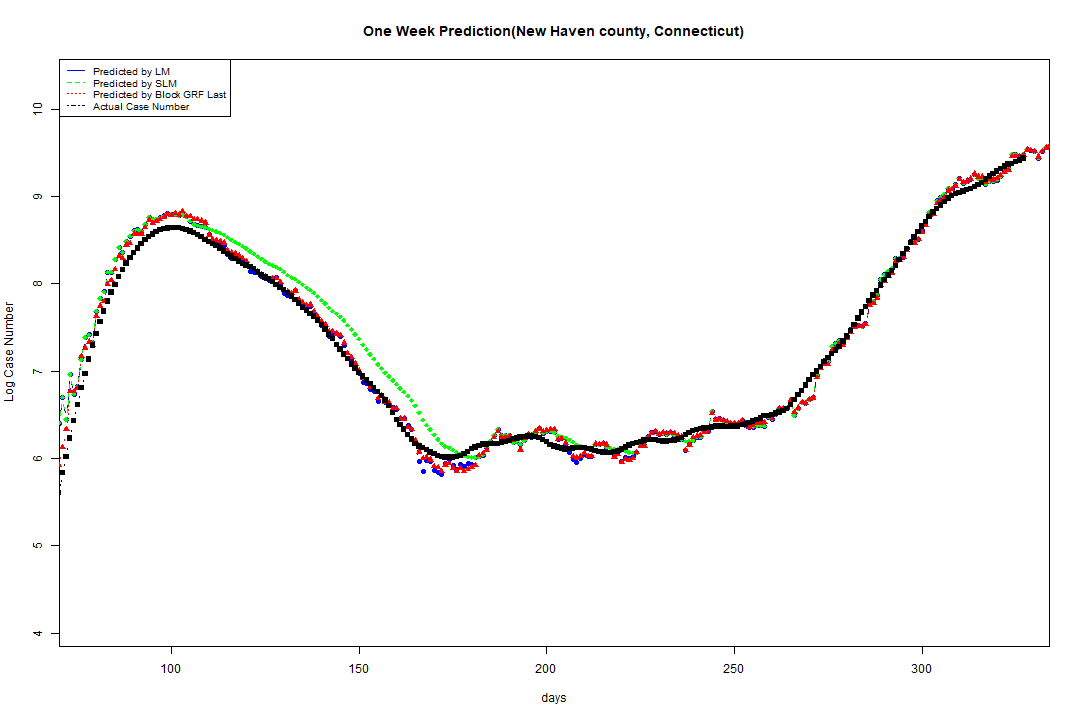 One Week Prediction(New Haven county, Connecticut)
Predicted by LM
Predicted by SLM
Predicted by Block GRF Last
Actual Case Number
10
9
8
7
6
5
4
Log Case Number
100 150 200 250 300
days